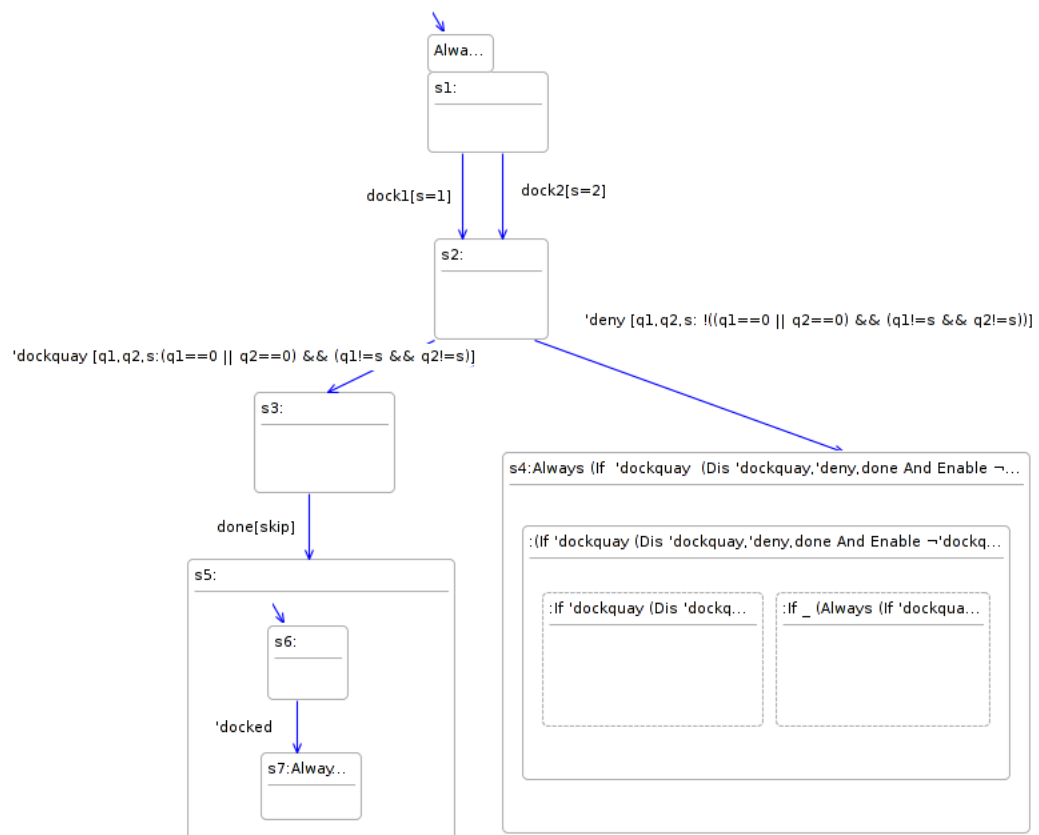 Alwa...
s1:
dock1[s=1]
dock2[s=2]
s2:
'deny [q1,q2,s: !((q1==0 || q2==0) && (q1!=s && q2!=s))]
'dockquay [q1,q2,s:(q1==0 || q2==0) && (q1!=s && q2!=s)]
s3:
s4:Always (If  'dockquay  (Dis 'dockquay,'deny,done And Enable ¬...
done[skip]
:(If 'dockquay (Dis 'dockquay,'deny,done And Enable ¬'dockq...
s5:
:If 'dockquay (Dis 'dockq...
:If _ (Always (If 'dockqua...
s6:
'docked
s7:Alway...